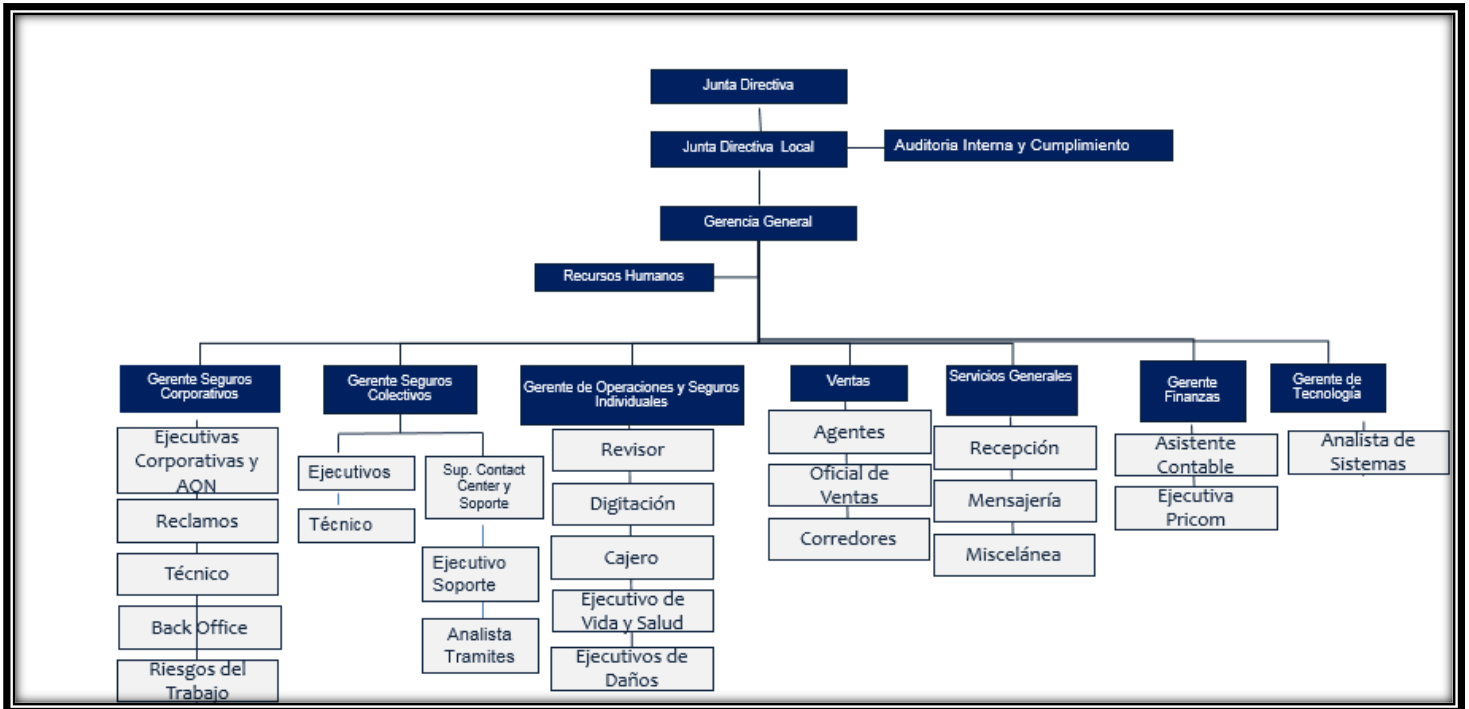 Junta Directiva
Junta Directiva Local
Auditoria Interna y Cumplimiento
Gerencia General
Recursos Humanos
Gerente Seguros
Corporativos
Ejecutivas
Corporativas y
AON
Reclamos
Técnico
Back Office
Riesgos del
Trabajo
Gerente Seguros
Colectivos
Ejecutivos
Técnico
Sup. Contact
Center y
Soporte
Ejecutivo
Soporte
Analista
Tramites
Gerente de Operaciones y Seguros
Individuales
Revisor
Digitación
Cajero
Ejecutivo de
Vida y Salud
Ejecutivos de
Daños
Ventas
Agentes
Oficial de
Ventas
Corredores
Servicios Generales
Recepción
Mensajería
Miscelánea
Gerente
Finanzas
Asistente
Contable
Ejecutiva
Pricom
Gerente de
Tecnología
Analista de
Sistemas